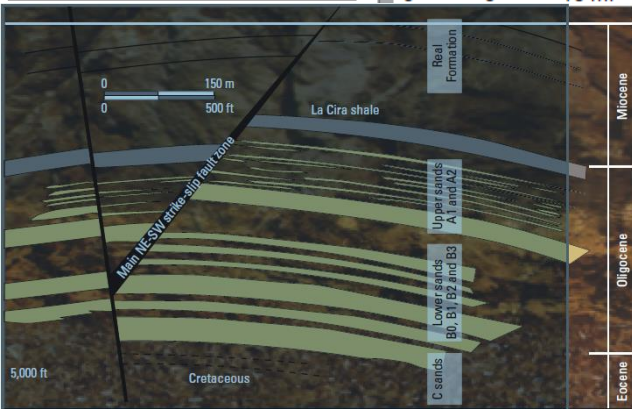 Real
Formation
0 150 m
0 500 ft
La Cira shale
Main NE-SW strike-slip fault zone
Upper sands
A1 and A2
Lower sands
B0, B1, B2 and B3
C sands
5,000 ft
Cretaceous
Miocene
Oligocene
Eocene